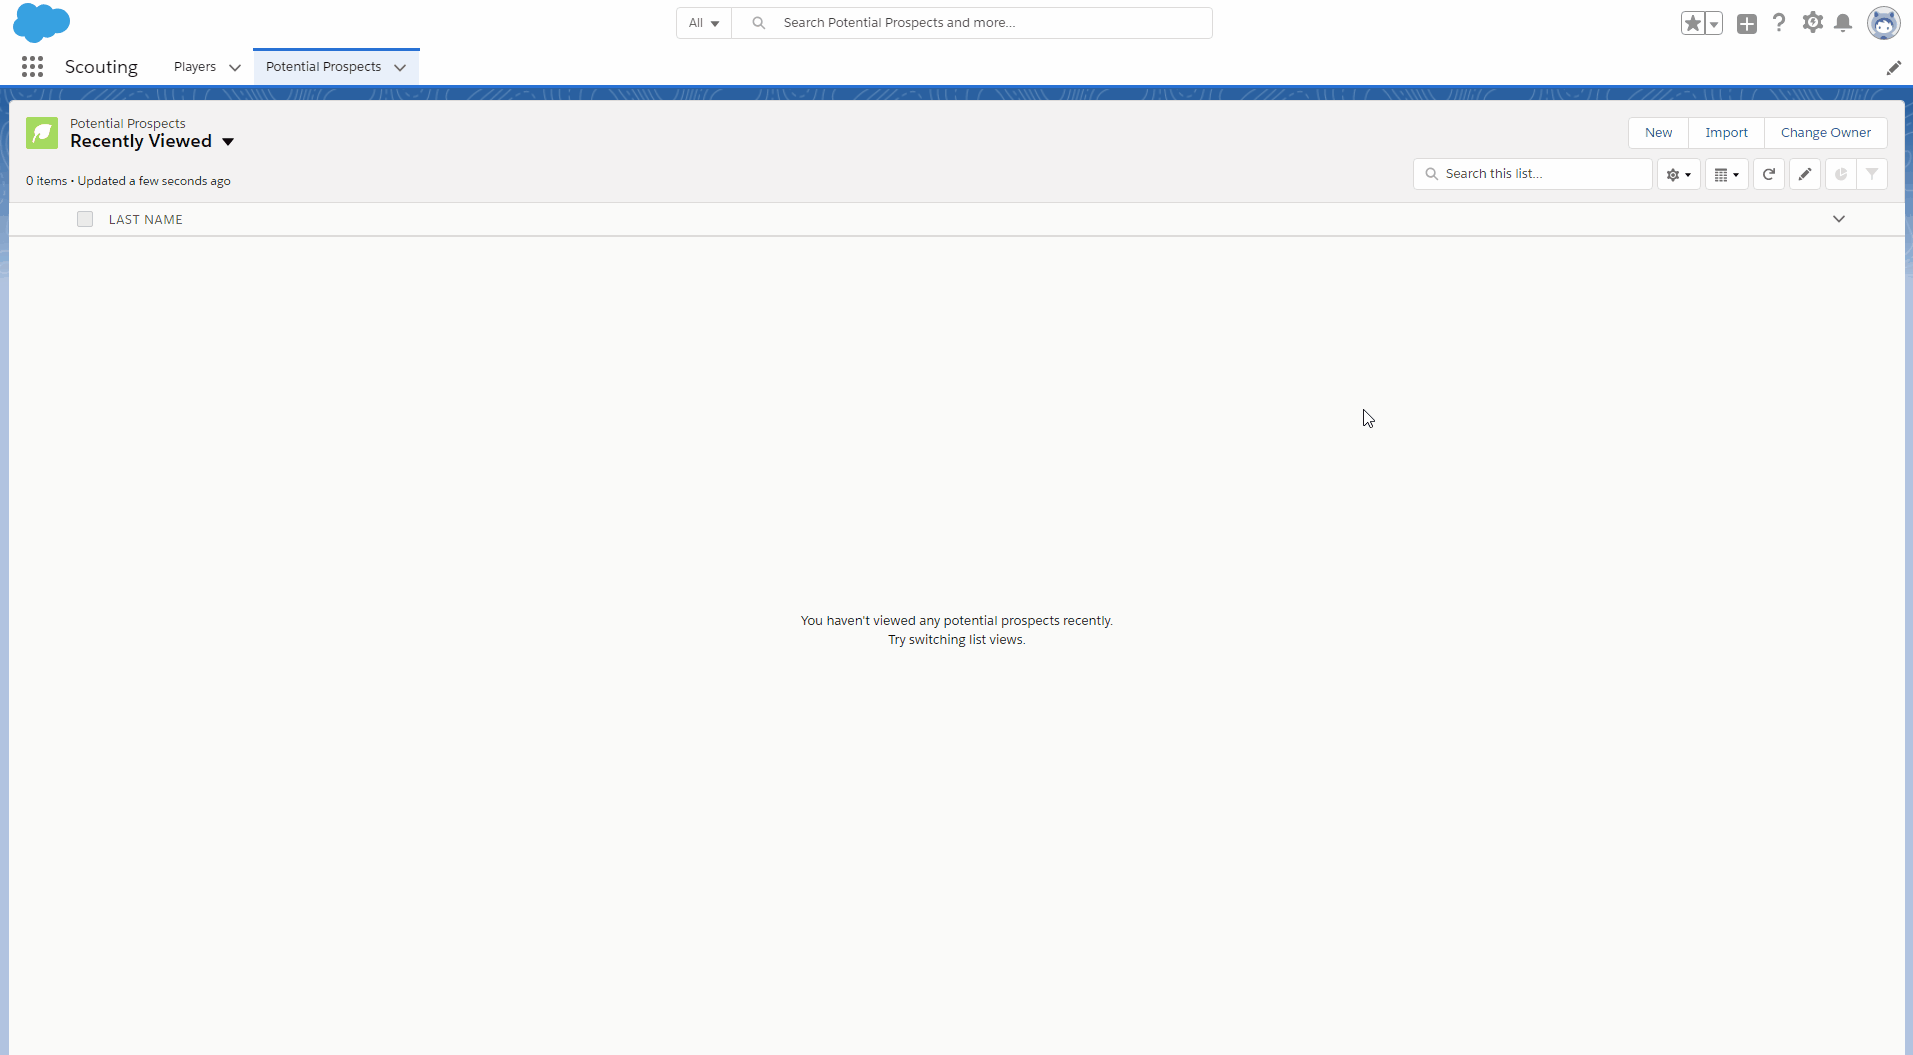 All
Search Potential Prospects and more...
Scouting
Players
Potential Prospects
Potential Prospects
Recently Viewed
New
Import
Change Owner
0 items • Updated a few seconds ago
Search this list...
LAST NAME
You haven't viewed any potential prospects recently.
Try switching list views.